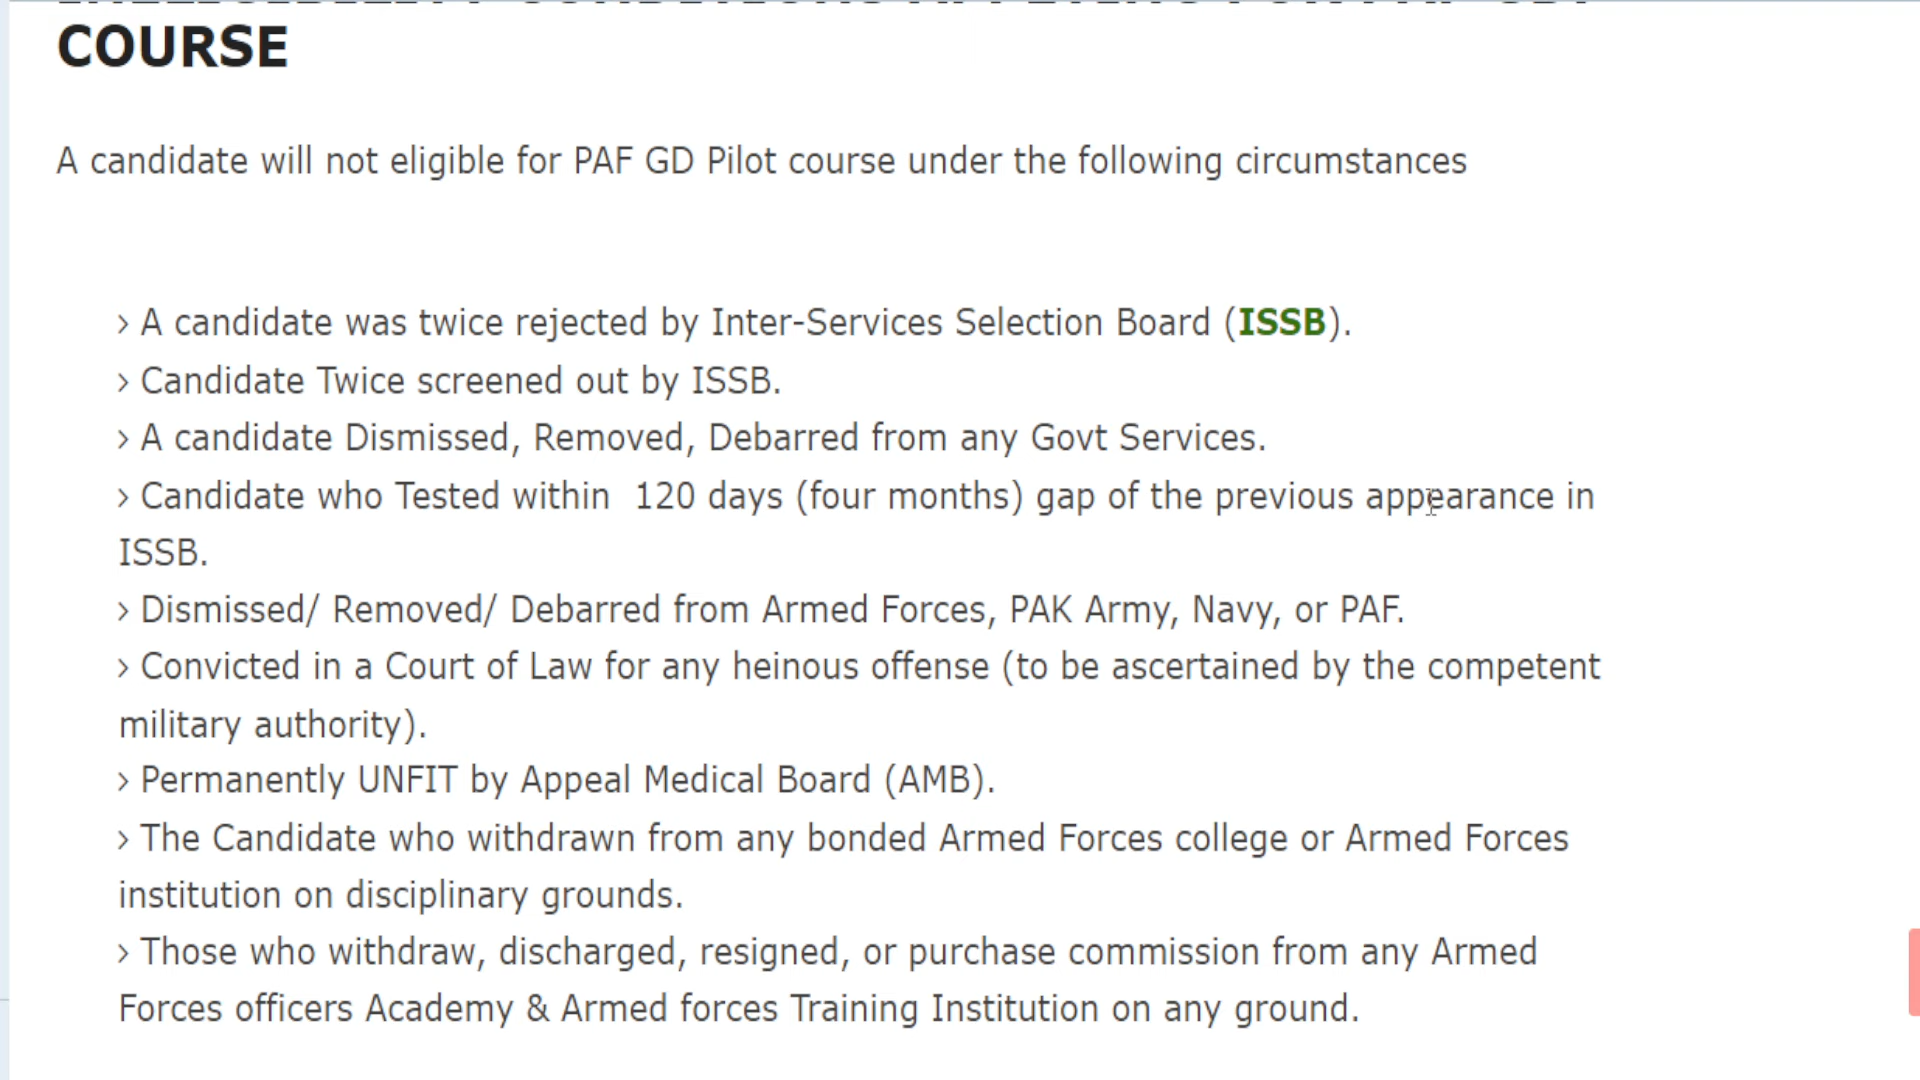 COURSE
A candidate will not eligible for PAF GD Pilot course under the following circumstances
› A candidate was twice rejected by Inter-Services Selection Board (ISSB).
› Candidate Twice screened out by ISSB.
› A candidate Dismissed, Removed, Debarred from any Govt Services.
› Candidate who Tested within  120 days (four months) gap of the previous appearance in
ISSB.
› Dismissed/ Removed/ Debarred from Armed Forces, PAK Army, Navy, or PAF.
› Convicted in a Court of Law for any heinous offense (to be ascertained by the competent
military authority).
› Permanently UNFIT by Appeal Medical Board (AMB).
› The Candidate who withdrawn from any bonded Armed Forces college or Armed Forces
institution on disciplinary grounds.
› Those who withdraw, discharged, resigned, or purchase commission from any Armed
Forces officers Academy & Armed forces Training Institution on any ground.